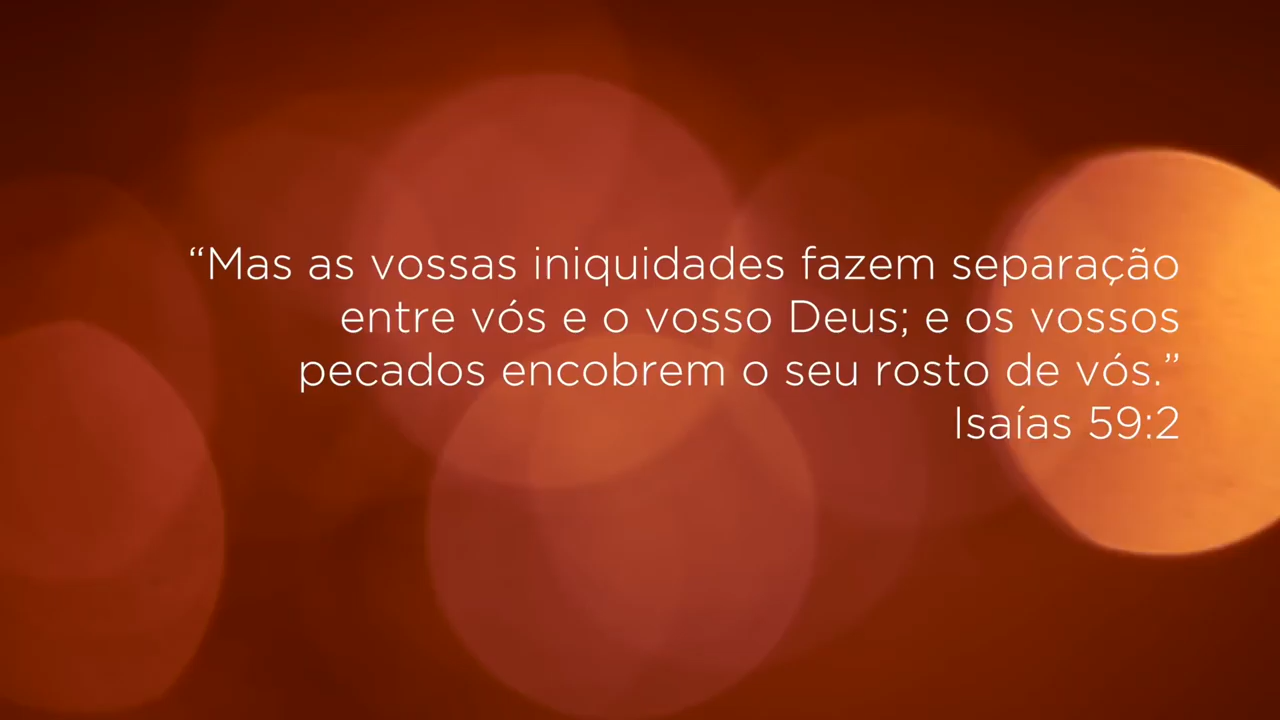 “Mas as vossas iniquidades fazem separação
entre vós e o vosso Deus; e os vossos
pecados encobrem o seu rosto de vós.”
Isaías 59:2